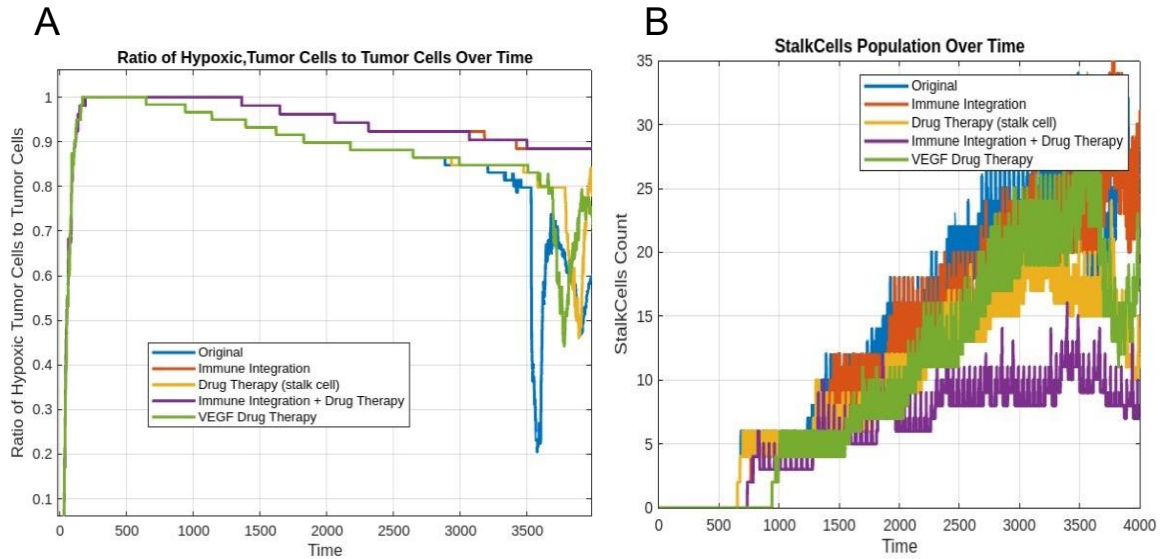 A
Ratio of Hypoxic,Tumor Cells to Tumor Cells Over Time
Ratio of Hypoxic Tumor Cells to Tumor Cells
1
0.9
0.8
0.7
0.6
0.5
0.4
0.3
0.2
0.1
Original
Immune Integration
Drug Therapy (stalk cell)
Immune Integration + Drug Therapy
VEGF Drug Therapy
0 500 1000 1500 2000 2500 3000 3500
Time
B
StalkCells Population Over Time
StalkCells Count
35
30
25
20
15
10
5
0
Original
Immune Integration
Drug Therapy (stalk cell)
Immune Integration + Drug Therapy
VEGF Drug Therapy
0 500 1000 1500 2000 2500 3000 3500 4000
Time